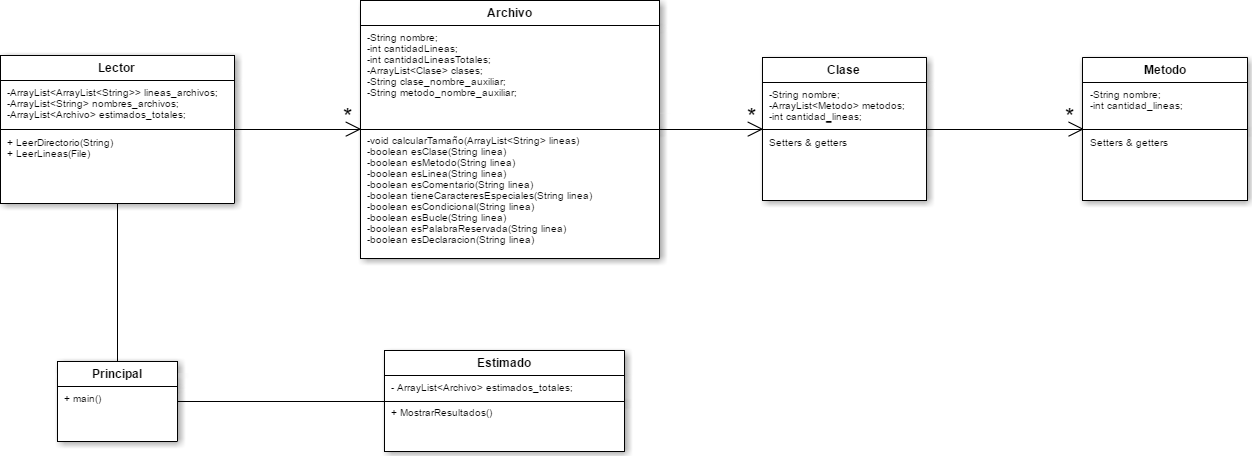 Lector
-ArrayList<ArrayList<String>> lineas_archivos;
-ArrayList<String> nombres_archivos;
-ArrayList<Archivo> estimados_totales;
+ LeerDirectorio(String)
+ LeerLineas(File)
*
Archivo
-String nombre;
-int cantidadLineas;
-int cantidadLineasTotales;
-ArrayList<Clase> clases;
-String clase_nombre_auxiliar;
-String metodo_nombre_auxiliar;
-void calcularTamaño(ArrayList<String> lineas)
-boolean esClase(String linea)
-boolean esMetodo(String linea)
-boolean esLinea(String linea)
-boolean esComentario(String linea)
-boolean tieneCaracteresEspeciales(String linea)
-boolean esCondicional(String linea)
-boolean esBucle(String linea)
-boolean esPalabraReservada(String linea)
-boolean esDeclaracion(String linea)
*
Clase
-String nombre;
-ArrayList<Metodo> metodos;
-int cantidad_lineas;
Setters & getters
*
Metodo
-String nombre;
-int cantidad_lineas;
Setters & getters
Principal
+ main()
Estimado
- ArrayList<Archivo> estimados_totales;
+ MostrarResultados()